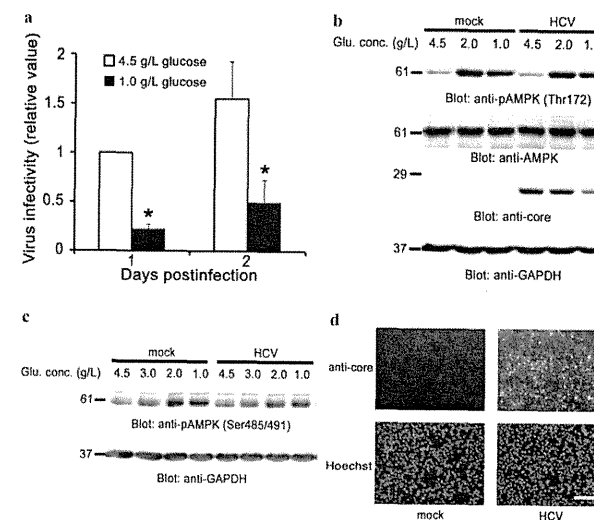 a
Virus infectivity (relative value)
2
1.5
1
0.5
0
4.5 g/L glucose
1.0 g/L glucose
*
*
1
2
Days postinfection
b
mock
HCV
Glu. conc. (g/L)
4.5 2.0 1.0 4.5 2.0 1.
61
Blot: anti-pAMPK (Thr172)
61
Blot: anti-AMPK
29
Blot: anti-core
37
Blot: anti-GAPDH
c
mock
HCV
Glu. conc. (g/L)
4.5 3.0 2.0 1.0 4.5 3.0 2.0 1.0
61
Blot: anti-pAMPK (Ser485/491)
37
Blot: anti-GAPDH
d
anti-core
Hoechst
mock
HCV